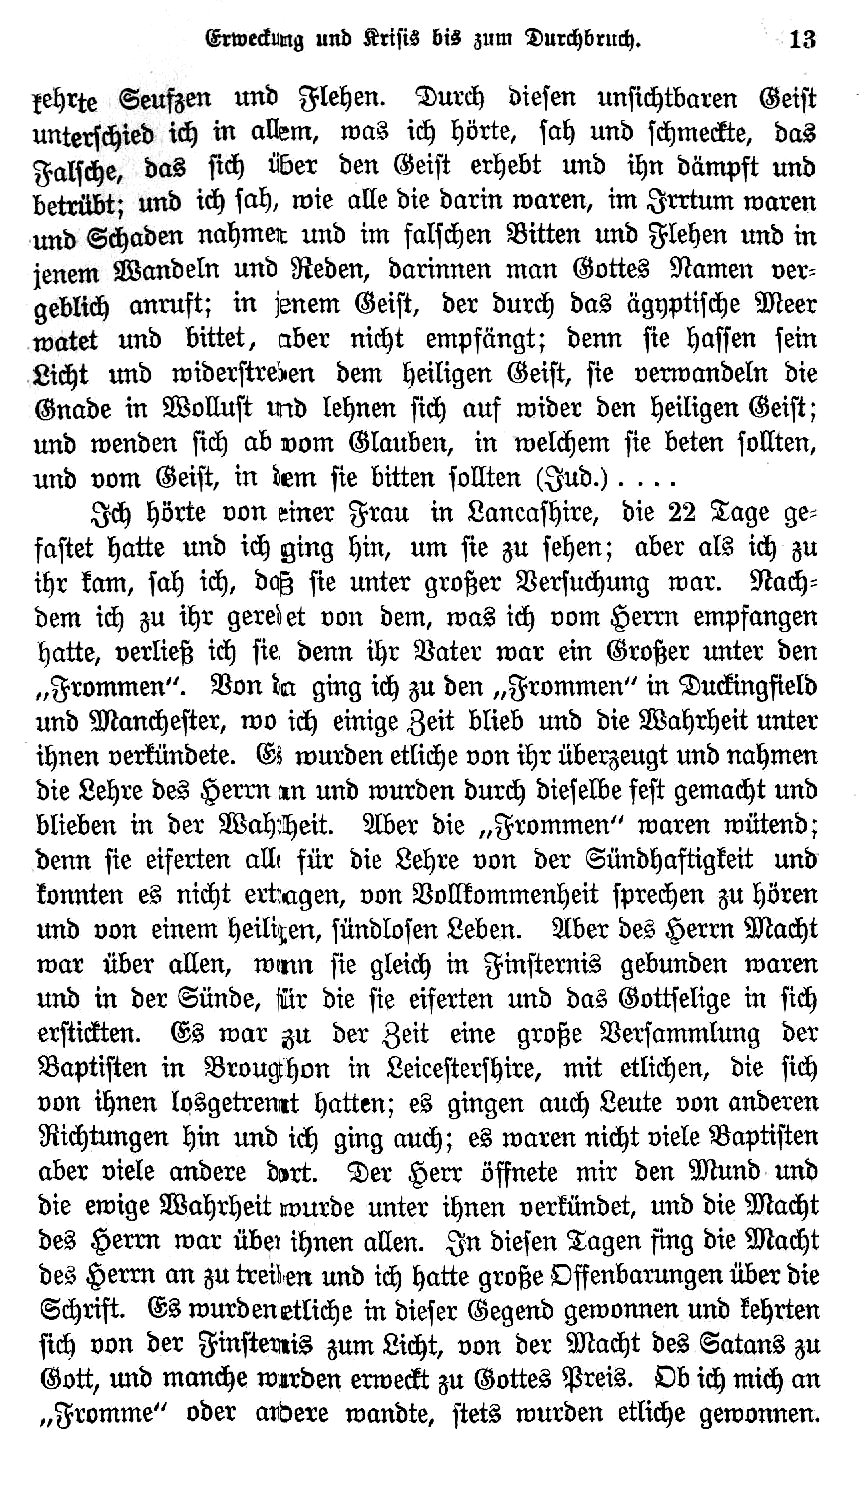 Erweckung und Krisis bis zum Durchbruch. 13
kehrte Seufzen und Flehen. Durch diesen unsichtbaren Geist
unterschied ich in allem, was ich hörte, sah und schmeckte, das
Falsche, das sich über den Geist erhebt und ihn dämpft und
betrübt; und ich sah, wie alle die darin waren, im Irrtum waren
und Schaden nahmen und im falschen Bitten und Flehen und in
jenem Wandeln und Reden, darinnen man Gottes Namen ver-
geblich anruft; in jenem Geist, der durch das ägyptische Meer
watet und bittet, aber nicht empfängt; denn sie hassen sein
Licht und widerstreben dem heiligen Geist, sie verwandeln die
Gnade in Wollust und lehnen sich auf wider den heiligen Geist;
und wenden sich ab vom Glauben, in welchem sie beten sollten,
und vom Geist, in dem sie bitten sollten (Jud.) . . . .
Ich hörte von einer Frau in Lancashire, die 22 Tage ge-
fastet hatte und ich ging hin, um sie zu sehen; aber als ich zu
ihr kam, sah ich, daß sie unter großer Versuchung war. Nach-
dem ich zu ihr geredet von dem, was ich vom Herrn empfangen
hatte, verließ ich sie denn ihr Vater war ein Großer unter den
„Frommen“. Von da ging ich zu den „Frommen“ in Duckingfield
und Manchester, wo ich einige Zeit blieb und die Wahrheit unter
ihnen verkündete. Es wurden etliche von ihr überzeugt und nahmen
die Lehre des Herrn an und wurden durch dieselbe fest gemacht und
blieben in der Wahrheit. Aber die „Frommen“ waren wütend;
denn sie eiferten alle für die Lehre von der Sündhaftigkeit und
konnten es nicht ertragen, von Vollkommenheit sprechen zu hören
und von einem heiligen, sündlosen Leben. Aber des Herrn Macht
war über allen, wenn sie gleich in Finsternis gebunden waren
und in der Sünde, für die sie eiferten und das Gottselige in sich
erstickten. Es war zu der Zeit eine große Versammlung der
Baptisten in Broughhon in Leicestershire, mit etlichen, die sich
von ihnen losgetrennt hatten; es gingen auch Leute von anderen
Richtungen hin und ich ging auch; es waren nicht viele Baptisten
aber viele andere dort. Der Herr öffnete mir den Mund und
die ewige Wahrheit wurde unter ihnen verkündet, und die Macht
des Herrn war über ihnen allen. In diesen Tagen fing die Macht
des Herrn an zu treiben und ich hatte große Offenbarungen über die
Schrift. Es wurden etliche in dieser Gegend gewonnen und kehrten
sich von der Finsternis zum Licht, von der Macht des Satans zu
Gott, und manche wurden erweckt zu Gottes Preis. Ob ich mich an
„Fromme“ oder andere wandte, stets wurden etliche gewonnen.